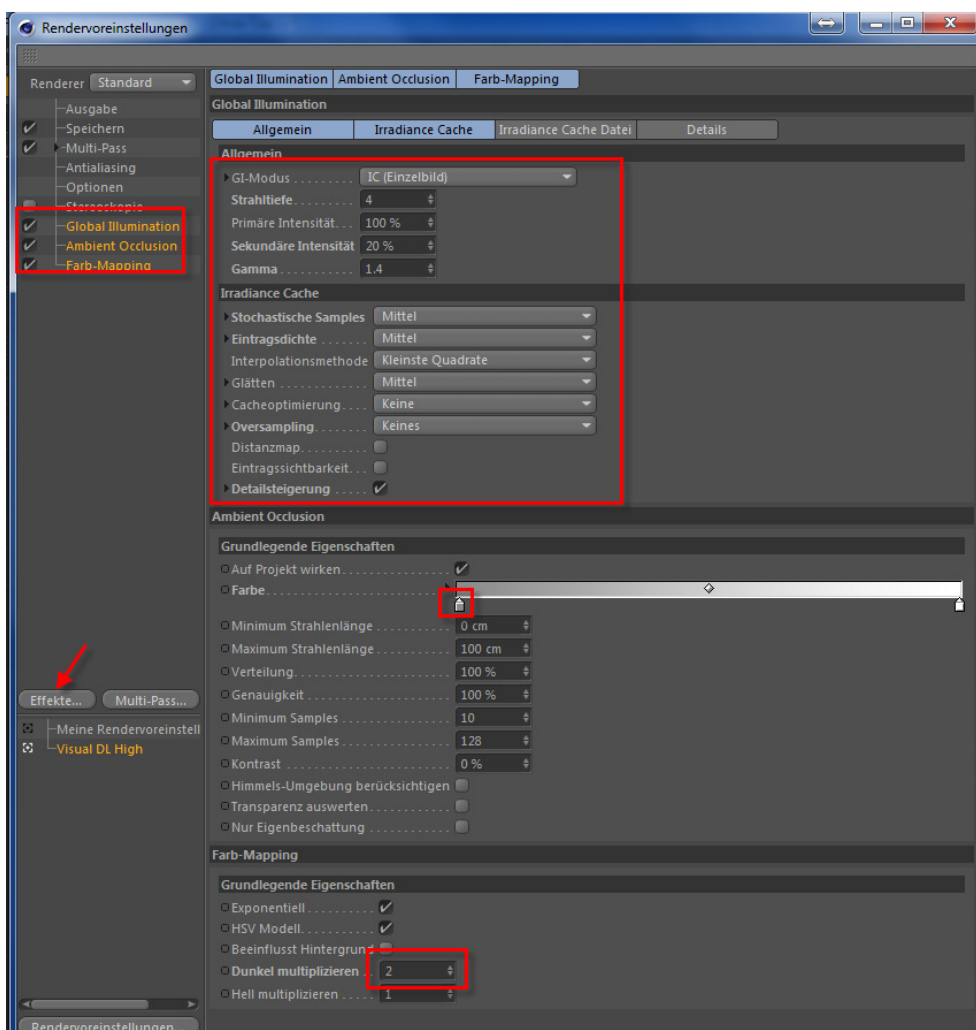 Rendervoreinstellungen
Renderer Standard
Ausgabe
Speichern
Multi-Pass
Antialiasing
Optionen
Stereoskopie
Global Illumination
Ambient Occlusion
Farb-Mapping
Effekte... Multi-Pass...
Meine Rendervoreinstell
Visual DL High
Rendervoreinstellungen...
Global Illumination Ambient Occlusion Farb-Mapping
Global Illumination
Allgemein Irradiance Cache Irradiance Cache Datei Details
Allgemein
GI-Modus . . . . . . . . . IC (Einzelbild)
Strahltiefe . . . . . . . . 4
Primäre Intensität. . . 100 %
Sekundäre Intensität 20 %
Gamma . . . . . . . . . . 1.4
Irradiance Cache
Stochastische Samples Mittel
Eintragsdichte . . . . . . . Mittel
Interpolationsmethode Kleinste Quadrate
Glätten . . . . . . . . . . . . Mittel
Cacheoptimierung. . . . Keine
Oversampling. . . . . . . . Keines
Distanzmap. . . . . . . . . .
Eintragssichtbarkeit. . .
Detailsteigerung . . . . .
Ambient Occlusion
Grundlegende Eigenschaften
Auf Projekt wirken. . . . . . . . . . . . . . .
Farbe. . . . . . . . . . . . . . . . . . . . . . . . .
Minimum Strahlenlänge . . . . . . . . . . 0 cm
Maximum Strahlenlänge. . . . . . . . . . 100 cm
Verteilung. . . . . . . . . . . . . . . . . . . . . 100 %
Genauigkeit . . . . . . . . . . . . . . . . . . . 100 %
Minimum Samples . . . . . . . . . . . . . . 10
Maximum Samples. . . . . . . . . . . . . . 128
Kontrast . . . . . . . . . . . . . . . . . . . . . . 0 %
Himmels-Umgebung berücksichtigen
Transparenz auswerten. . . . . . . . . . . .
Nur Eigenbeschattung . . . . . . . . . . . .
Farb-Mapping
Grundlegende Eigenschaften
Exponentiell . . . . . . . . . .
HSV Modell. . . . . . . . . . .
Beeinflusst Hintergrund
Dunkel multiplizieren . . 2
Hell multiplizieren . . . . . 1